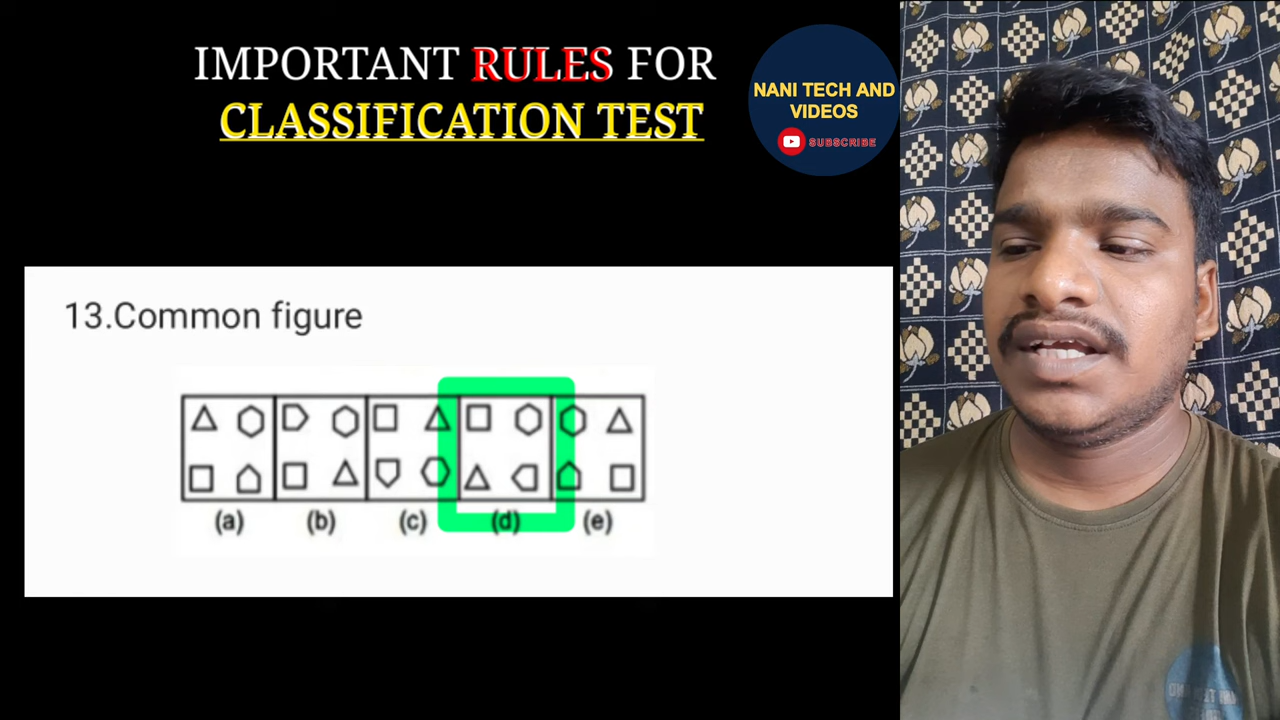 IMPORTANT RULES FOR
CLASSIFICATION TEST
NANI TECH AND
VIDEOS
SUBSCRIBE
13.Common figure
(a) (b) (c) (d) (e)